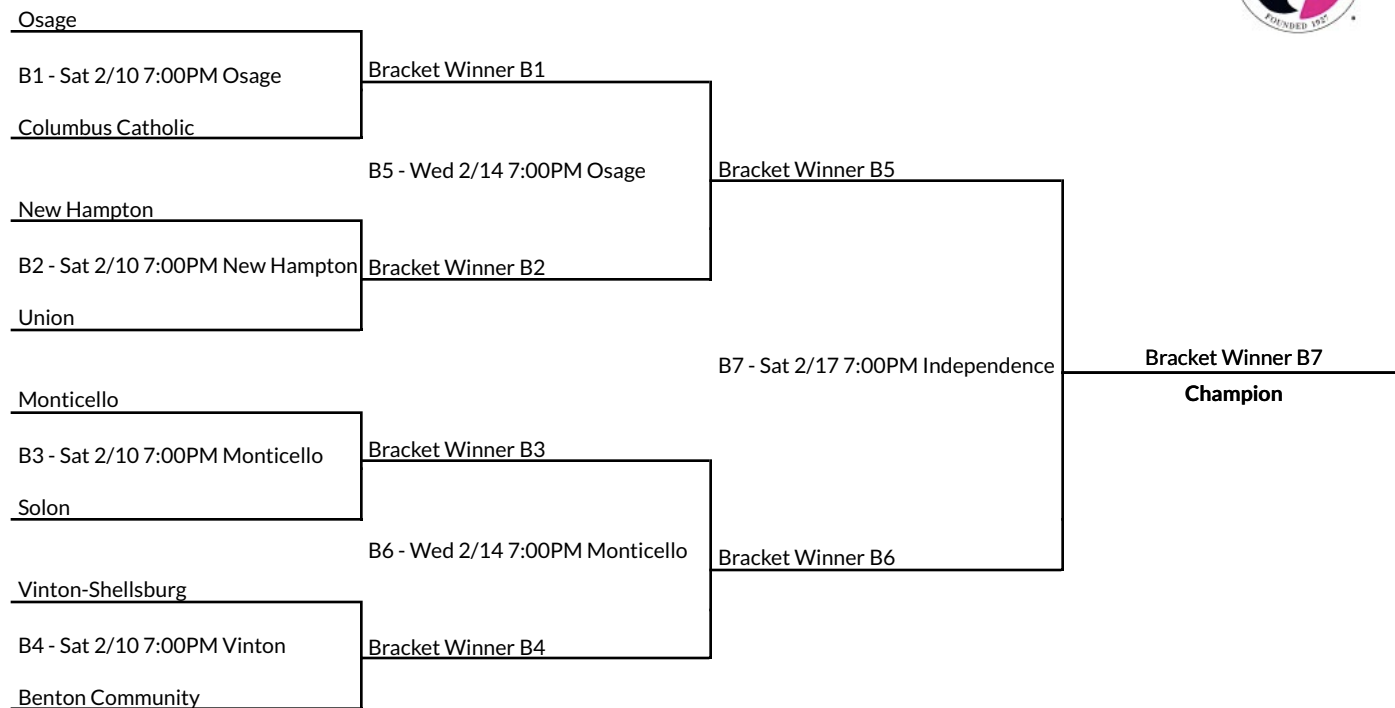 FOUNDED 1927
Osage
B1 - Sat 2/10 7:00PM Osage
Columbus Catholic
Bracket Winner B1
B5 - Wed 2/14 7:00PM Osage
Bracket Winner B5
New Hampton
B2 - Sat 2/10 7:00PM New Hampton
Bracket Winner B2
Union
B7 - Sat 2/17 7:00PM Independence
Bracket Winner B7
Champion
Monticello
B3 - Sat 2/10 7:00PM Monticello
Bracket Winner B3
Solon
B6 - Wed 2/14 7:00PM Monticello
Bracket Winner B6
Vinton-Shellsburg
B4 - Sat 2/10 7:00PM Vinton
Bracket Winner B4
Benton Community